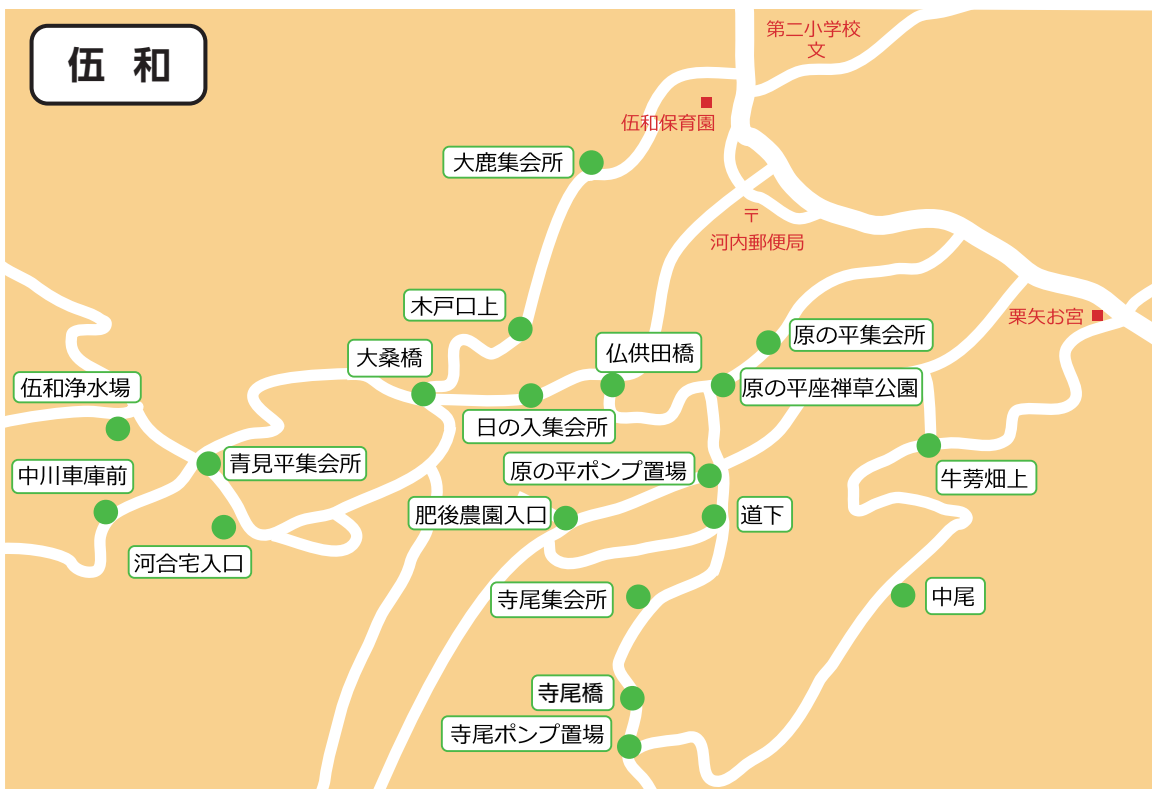 伍 和
第二小学校
文
伍和保育園
大鹿集会所
〒
河内郵便局
木戸口上
栗矢お宮
原の平集会所
仏供田橋
大桑橋
伍和浄水場
原の平座禅草公園
日の入集会所
青見平集会所
原の平ポンプ置場
中川車庫前
牛蒡畑上
肥後農園入口
道下
河合宅入口
寺尾集会所
中尾
寺尾橋
寺尾ポンプ置場